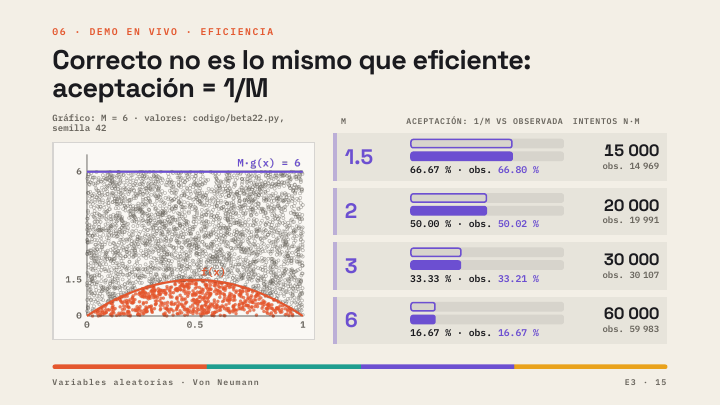 06 · DEMO EN VIVO · EFICIENCIA
Correcto no es lo mismo que eficiente:
aceptación = 1/M
Gráfico: M = 6 · valores: codigo/beta22.py,
semilla 42
M·g(x) = 6
6
f(x)
1.5
0
0
0.5
1
M
ACEPTACIÓN: 1/M VS OBSERVADA
INTENTOS N·M
1.5
66.67 % · obs. 66.80 %
15 000
obs. 14 969
2
50.00 % · obs. 50.02 %
20 000
obs. 19 991
3
33.33 % · obs. 33.21 %
30 000
obs. 30 107
6
16.67 % · obs. 16.67 %
60 000
obs. 59 983
Variables aleatorias · Von Neumann
E3 · 15